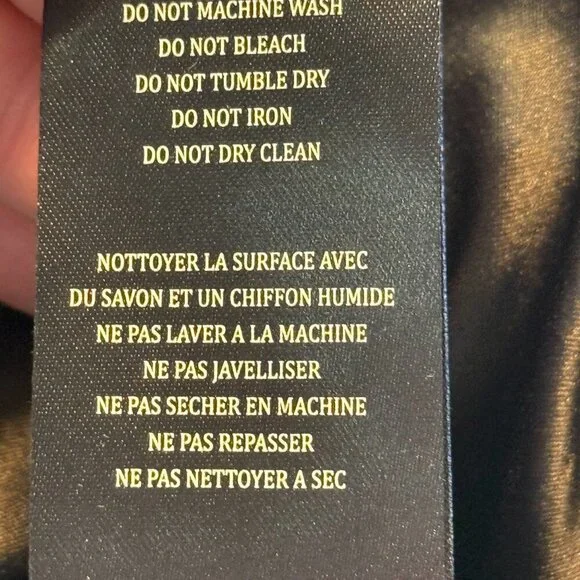 DO NOT MACHINE WASH
DO NOT BLEACH
DO NOT TUMBLE DRY
DO NOT IRON
DO NOT DRY CLEAN
NOTTOYER LA SURFACE AVEC
DU SAVON ET UN CHIFFON HUMIDE
NE PAS LAVER A LA MACHINE
NE PAS JAVELLISER
NE PAS SECHER EN MACHINE
NE PAS REPASSER
NE PAS NETTOYER A SEC